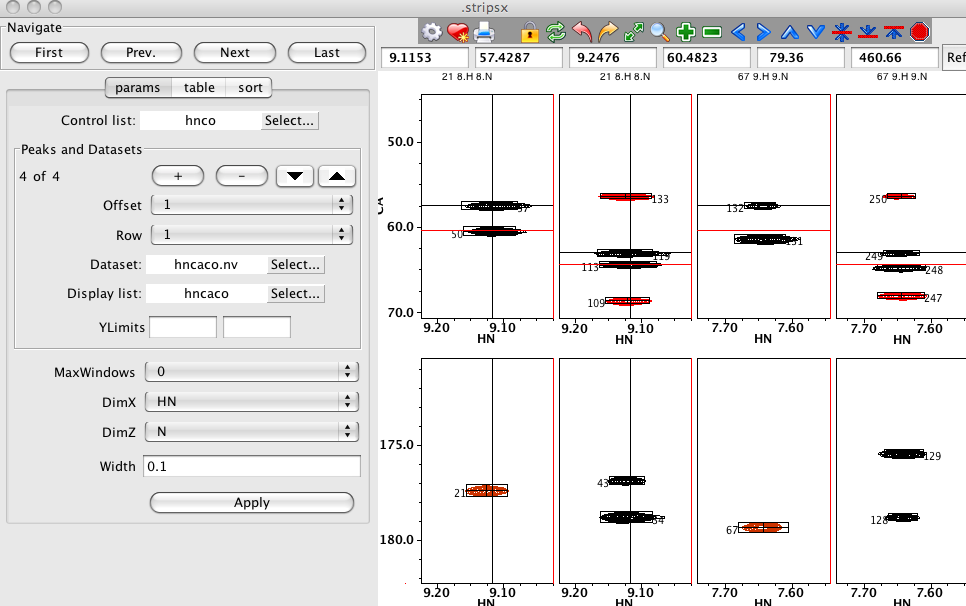 .stripsx
Navigate
First Prev. Next Last
params table sort
Control list: hnco Select...
Peaks and Datasets
4 of 4 + -
Offset 1
Row 1
Dataset: hncaco.nv Select...
Display list: hncaco Select...
YLimits
MaxWindows 0
DimX HN
DimZ N
Width 0.1
Apply
9.1153 57.4287 9.2476 60.4823 79.36 460.66 Ref
21 8.H 8.N 21 8.H 8.N 67 9.H 9.N 67 9.H 9.N
50.0
CA
60.0
70.0
57
50
133
115
113
109
132
131
250
249
248
247
9.20 9.10 9.20 9.10 7.70 7.60 7.70 7.60
HN HN HN HN
175.0
180.0
21
43
54
67
129
128
9.20 9.10 9.20 9.10 7.70 7.60 7.70 7.60
HN HN HN HN